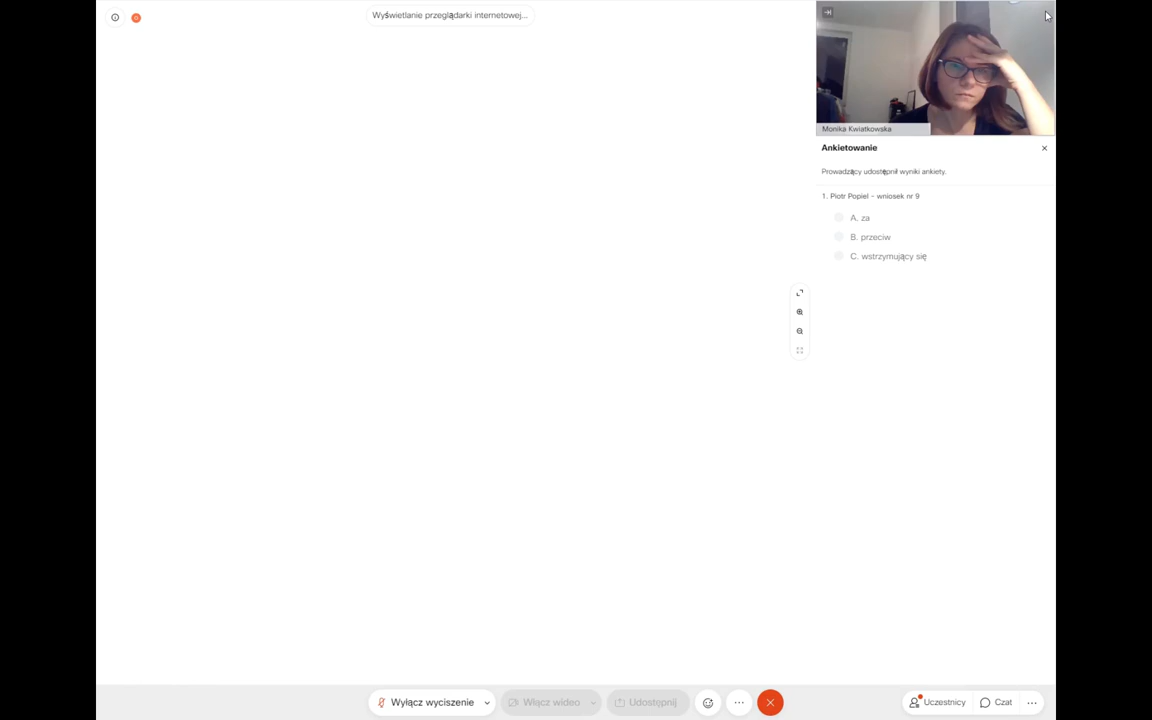 Wyświetlanie przeglądarki internetowej...
Monika Kwiatkowska
Ankietowanie
Prowadzący udostępnił wyniki ankiety.
1. Piotr Popiel - wniosek nr 9
A. za
B. przeciw
C. wstrzymujący się
Wyłącz wyciszenie
Włącz wideo
Udostępnij
Uczestnicy
Czat